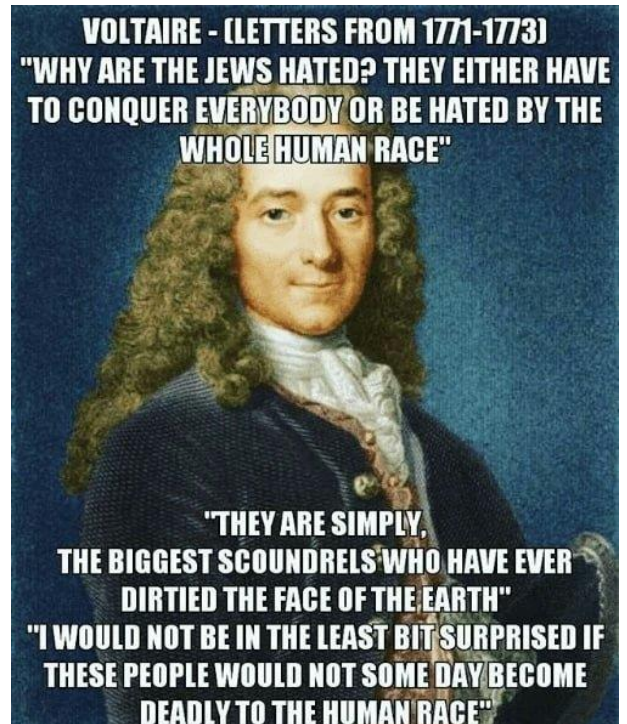 VOLTAIRE - (LETTERS FROM 1771-1773)
"WHY ARE THE JEWS HATED? THEY EITHER HAVE
TO CONQUER EVERYBODY OR BE HATED BY THE
WHOLE HUMAN RACE"
"THEY ARE SIMPLY,
THE BIGGEST SCOUNDRELS WHO HAVE EVER
DIRTIED THE FACE OF THE EARTH"
"I WOULD NOT BE IN THE LEAST BIT SURPRISED IF
THESE PEOPLE WOULD NOT SOME DAY BECOME
DEADLY TO THE HUMAN RACE"